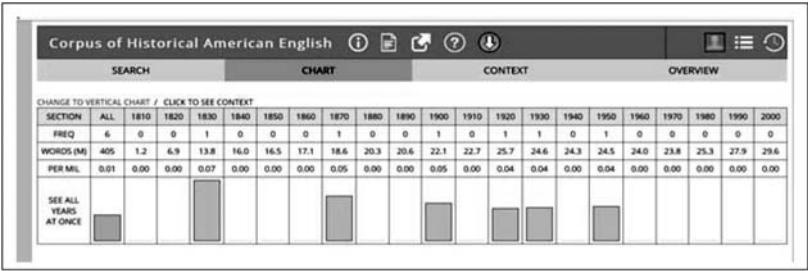 Corpus of Historical American English
SEARCH CHART CONTEXT OVERVIEW
CHANGE TO VERTICAL CHART / CLICK TO SEE CONTEXT
SECTION ALL 1810 1820 1830 1840 1850 1860 1870 1880 1890 1900 1910 1920 1930 1940 1950 1960 1970 1980 1990 2000
FREQ 6 0 0 1 0 0 0 1 0 0 1 0 1 1 0 1 0 0 0 0 0
WORDS (M) 405 1.2 6.9 13.8 16.0 16.5 17.1 18.6 20.3 20.6 22.1 22.7 25.7 24.6 24.3 24.5 24.0 23.8 25.3 27.9 29.6
PER MIL 0.01 0.00 0.00 0.07 0.00 0.00 0.00 0.05 0.00 0.00 0.05 0.00 0.04 0.04 0.00 0.04 0.00 0.00 0.00 0.00 0.00
SEE ALL
YEARS
AT ONCE